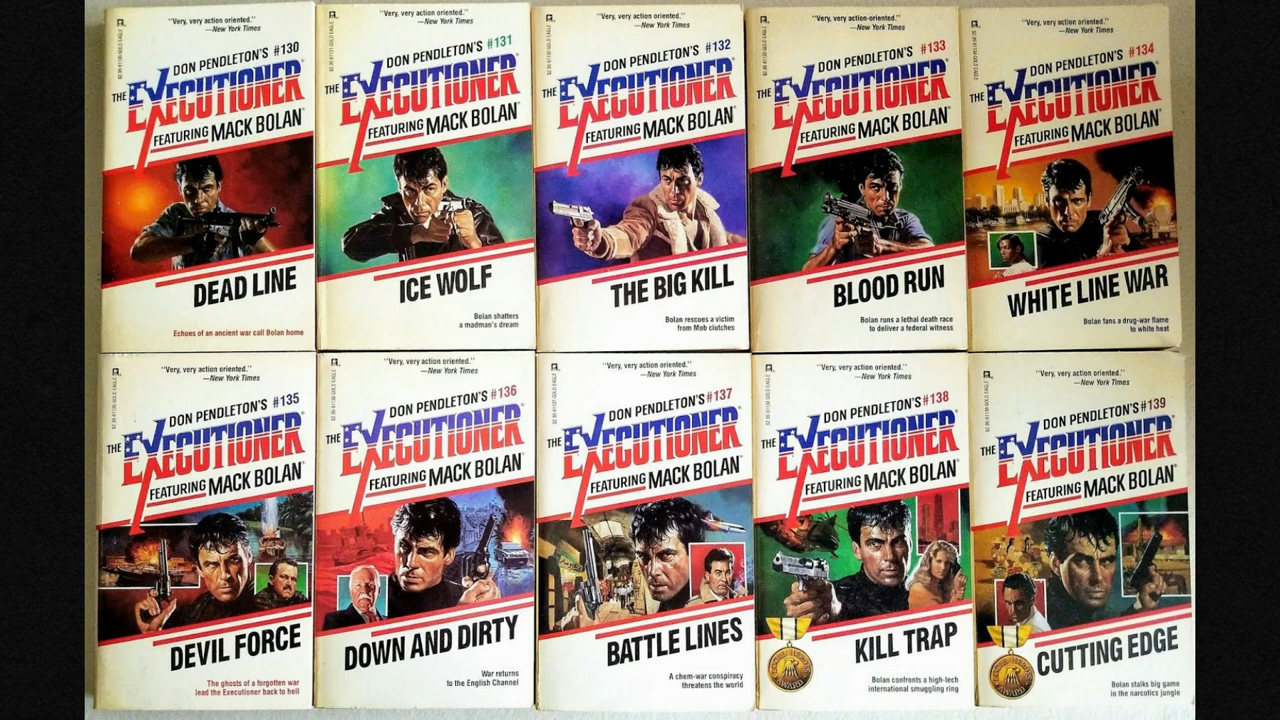 "Very, very action oriented."
—New York Times
DON PENDLETON'S #130
THE EXECUTIONER®
FEATURING MACK BOLAN®
DEAD LINE
Echoes of an ancient war call Bolan home
"Very, very action oriented."
—New York Times
DON PENDLETON'S #131
THE EXECUTIONER®
FEATURING MACK BOLAN®
ICE WOLF
Bolan shatters
a madman's dream
"Very, very action oriented."
—New York Times
DON PENDLETON'S #132
THE EXECUTIONER®
FEATURING MACK BOLAN®
THE BIG KILL
Bolan rescues a victim
from Mob clutches
"Very, very action-oriented."
—New York Times
DON PENDLETON'S #133
THE EXECUTIONER®
FEATURING MACK BOLAN®
BLOOD RUN
Bolan runs a lethal death race
to deliver a federal witness
"Very, very action oriented."
—New York Times
DON PENDLETON'S #134
THE EXECUTIONER®
FEATURING MACK BOLAN®
WHITE LINE WAR
Bolan fans a drug-war flame
to white heat
"Very, very action oriented."
—New York Times
DON PENDLETON'S #135
THE EXECUTIONER®
FEATURING MACK BOLAN®
DEVIL FORCE
The ghosts of a forgotten war
lead the Executioner back to hell
"Very, very action oriented."
—New York Times
DON PENDLETON'S #136
THE EXECUTIONER®
FEATURING MACK BOLAN®
DOWN AND DIRTY
War returns
to the English Channel
"Very, very action oriented."
—New York Times
DON PENDLETON'S #137
THE EXECUTIONER®
FEATURING MACK BOLAN®
BATTLE LINES
A chem-war conspiracy
threatens the world
"Very, very action oriented."
—New York Times
DON PENDLETON'S #138
THE EXECUTIONER®
FEATURING MACK BOLAN®
KILL TRAP
Bolan confronts a high-tech
international smuggling ring
"Very, very action oriented."
—New York Times
DON PENDLETON'S #139
THE EXECUTIONER®
FEATURING MACK BOLAN®
CUTTING EDGE
Bolan stalks big game
in the narcotics jungle